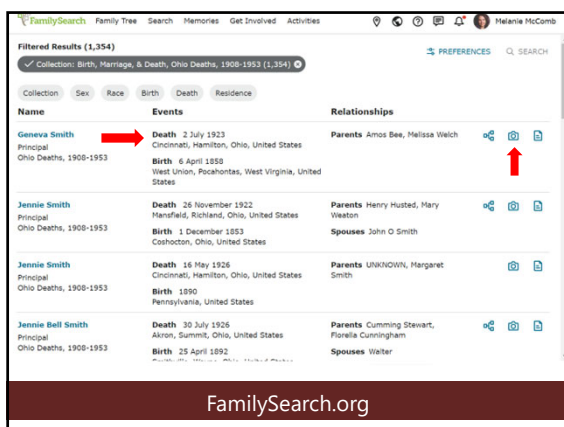 FamilySearch Family Tree Search Memories Get Involved Activities Melanie McComb
Filtered Results (1,354)
PREFERENCES SEARCH
Collection: Birth, Marriage, & Death, Ohio Deaths, 1908-1953 (1,354)
Collection Sex Race Birth Death Residence
Name Events Relationships
Geneva Smith
Principal
Ohio Deaths, 1908-1953
Death 2 July 1923
Cincinnati, Hamilton, Ohio, United States
Birth 6 April 1858
West Union, Pocahontas, West Virginia, United
States
Parents Amos Bee, Melissa Welch
Jennie Smith
Principal
Ohio Deaths, 1908-1953
Death 26 November 1922
Mansfield, Richland, Ohio, United States
Birth 1 December 1853
Coshocton, Ohio, United States
Parents Henry Husted, Mary
Weaton
Spouses John O Smith
Jennie Smith
Principal
Ohio Deaths, 1908-1953
Death 16 May 1926
Cincinnati, Hamilton, Ohio, United States
Birth 1890
Pennsylvania, United States
Parents UNKNOWN, Margaret
Smith
Jennie Bell Smith
Principal
Ohio Deaths, 1908-1953
Death 30 July 1926
Akron, Summit, Ohio, United States
Birth 25 April 1892
Parents Cumming Stewart,
Florella Cunningham
Spouses Walter
FamilySearch.org